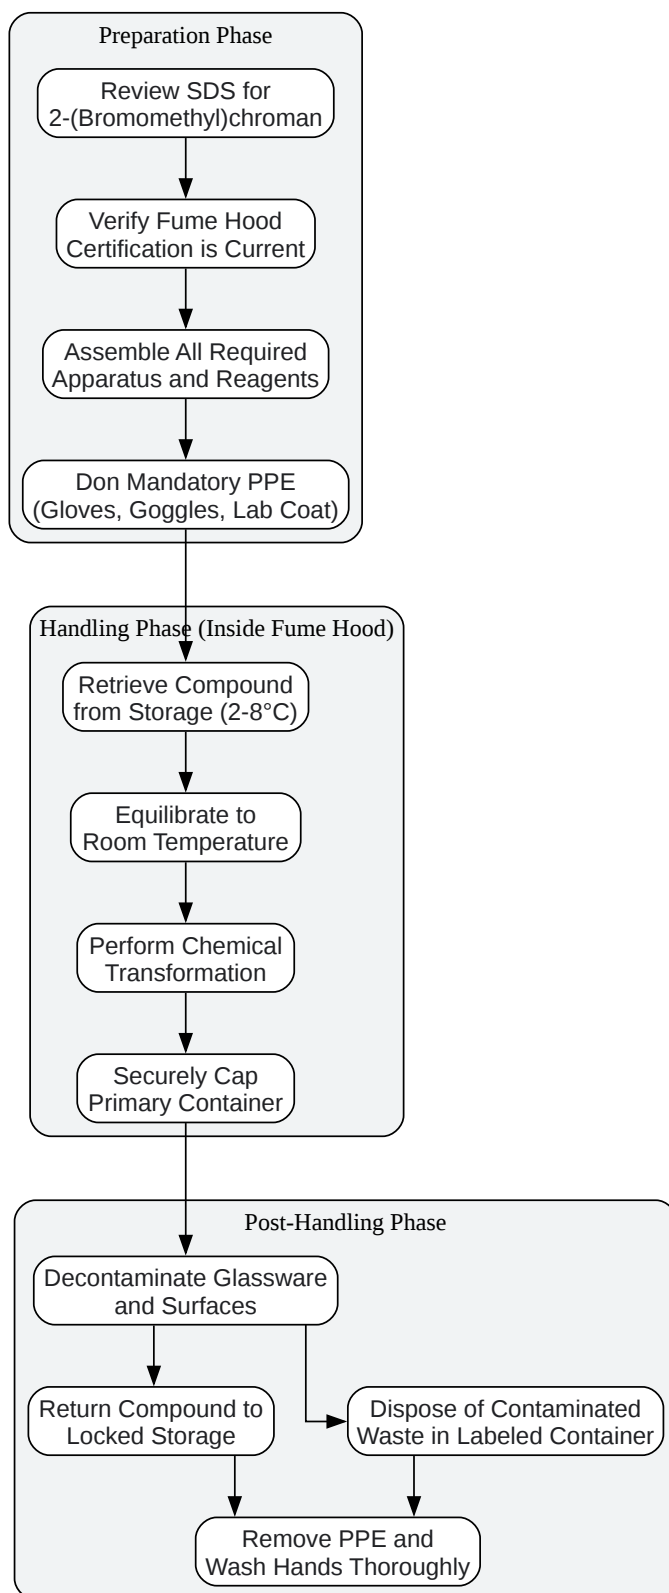 Preparation Phase
Review SDS for
2-(Bromomethyl)chroman
Verify Fume Hood
Certification is Current
Assemble All Required
Apparatus and Reagents
Don Mandatory PPE
(Gloves, Goggles, Lab Coat)
Handling Phase (Inside Fume Hood)
Retrieve Compound
from Storage (2-8°C)
Equilibrate to
Room Temperature
Perform Chemical
Transformation
Securely Cap
Primary Container
Post-Handling Phase
Decontaminate Glassware
and Surfaces
Return Compound to
Locked Storage
Dispose of Contaminated
Waste in Labeled Container
Remove PPE and
Wash Hands Thoroughly